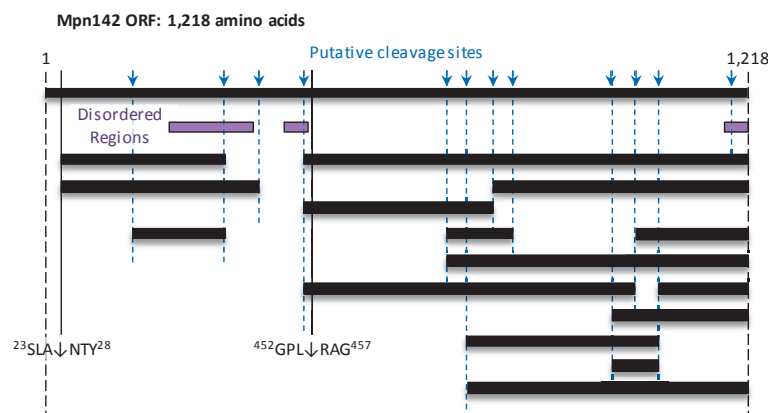 Mpn142 ORF: 1,218 amino acids
Putative cleavage sites
1
1,218
Disordered
Regions
²³SLA↓NTY²⁸
⁴⁵²GPL↓RAG⁴⁵⁷